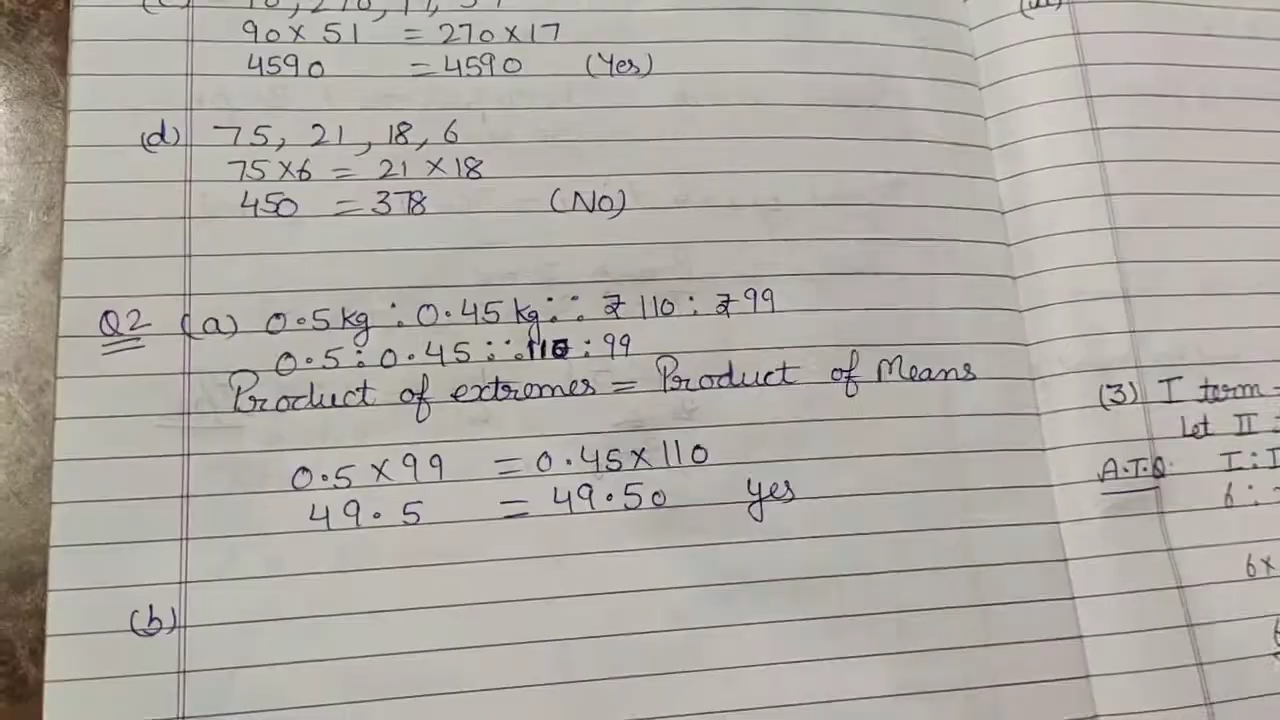 90 × 51 = 270 × 17
4590 = 4590 (Yes)
(d) 75, 21, 18, 6
75 × 6 = 21 × 18
450 = 378 (No)
Q2 (a) 0.5 kg : 0.45 kg :: ₹ 110 : ₹ 99
0.5 : 0.45 :: 110 : 99
Product of extremes = Product of Means
0.5 × 99 = 0.45 × 110
49.5 = 49.50 yes
(b)
(3) I term
Let II =
A.T.Q. I : I
6 :
6 ×